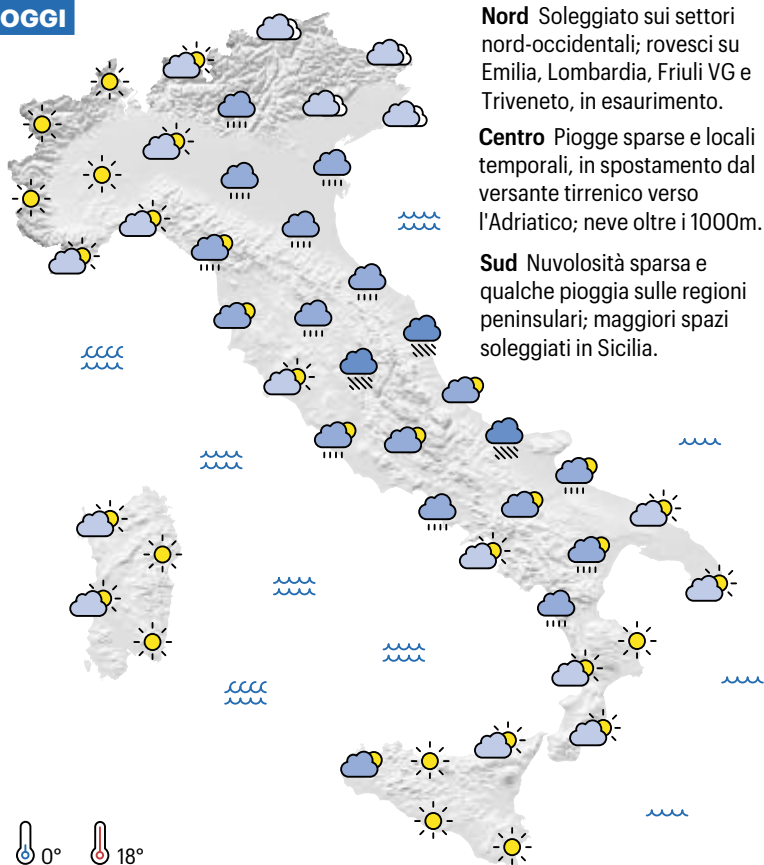 OGGI
Nord Soleggiato sui settori
nord-occidentali; rovesci su
Emilia, Lombardia, Friuli VG e
Triveneto, in esaurimento.
Centro Piogge sparse e locali
temporali, in spostamento dal
versante tirrenico verso
l'Adriatico; neve oltre i 1000m.
Sud Nuvolosità sparsa e
qualche pioggia sulle regioni
peninsulari; maggiori spazi
soleggiati in Sicilia.
0° 18°